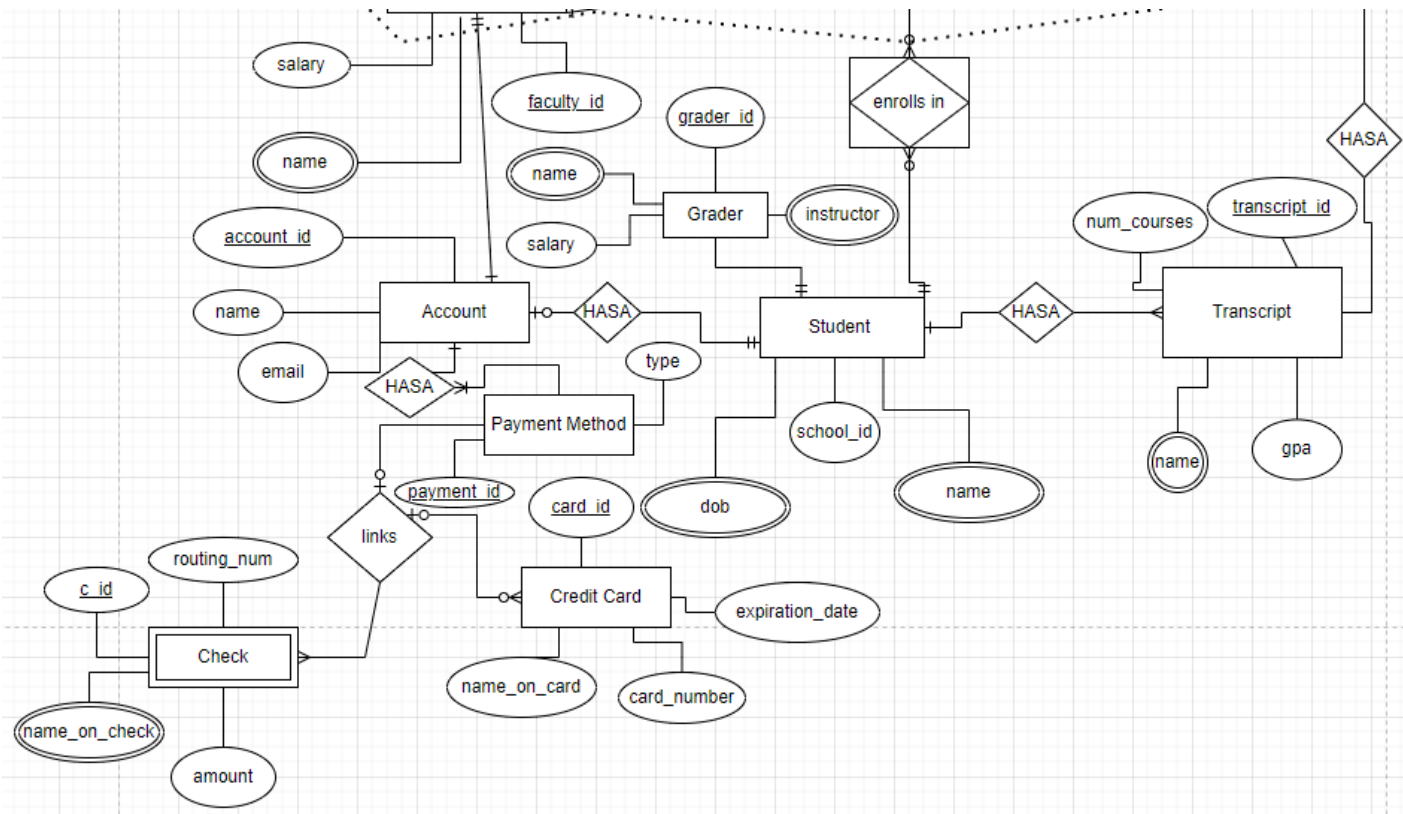 salary
faculty_id
enrolls in
grader_id
HASA
name
name
transcript_id
num_courses
Grader
instructor
account_id
salary
name
Account
HASA
Student
HASA
Transcript
type
email
HASA
Payment Method
school_id
gpa
name
payment_id
card_id
dob
name
links
routing_num
c_id
Credit Card
expiration_date
Check
name_on_card
card_number
name_on_check
amount